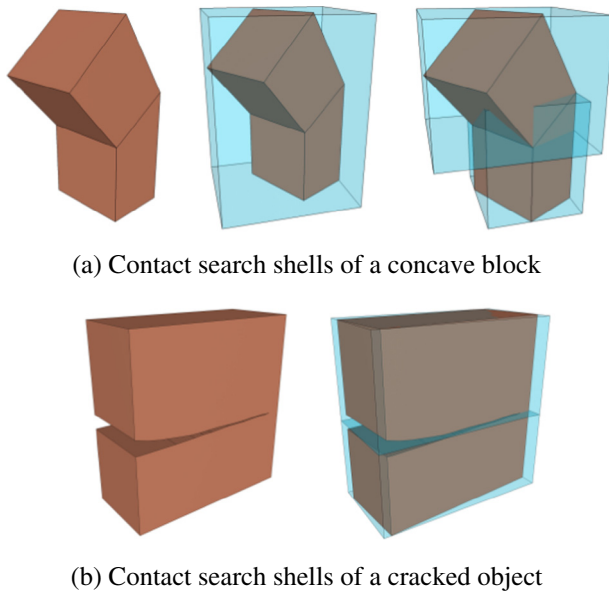 (a) Contact search shells of a concave block
(b) Contact search shells of a cracked object